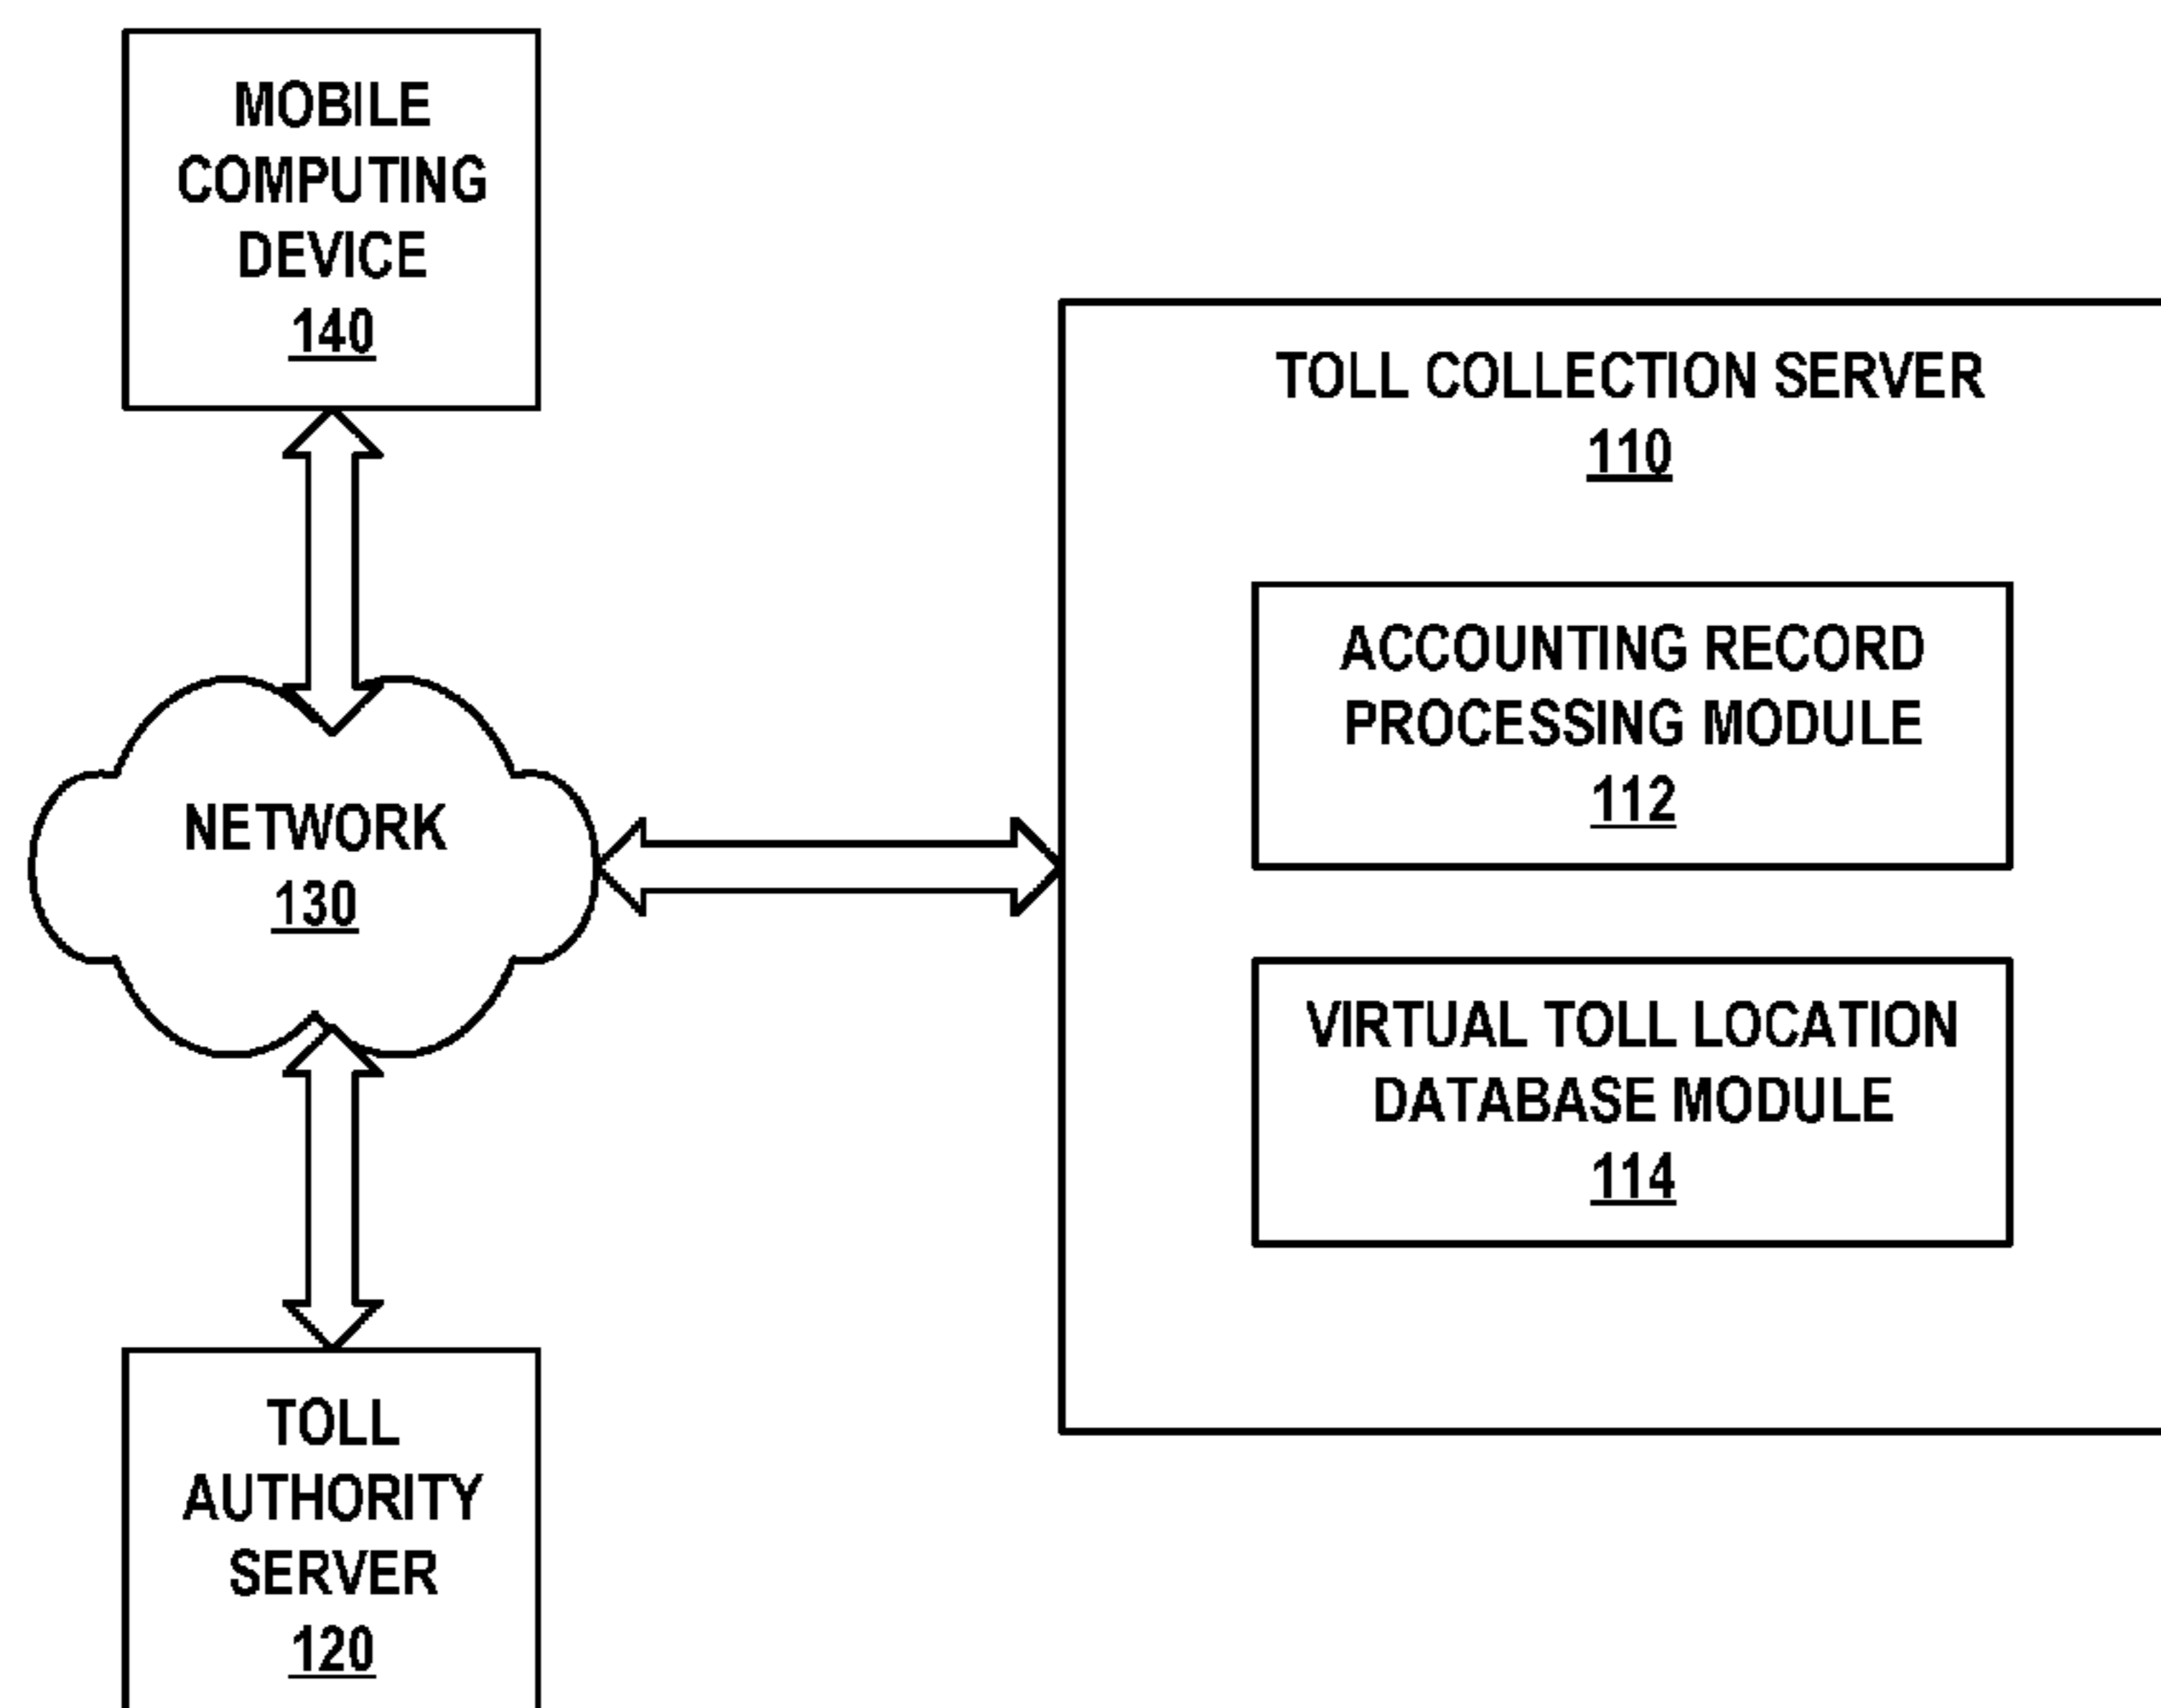 MOBILE
COMPUTING
DEVICE
140
TOLL COLLECTION SERVER
110
ACCOUNTING RECORD
PROCESSING MODULE
112
NETWORK
130
VIRTUAL TOLL LOCATION
DATABASE MODULE
114
TOLL
AUTHORITY
SERVER
120